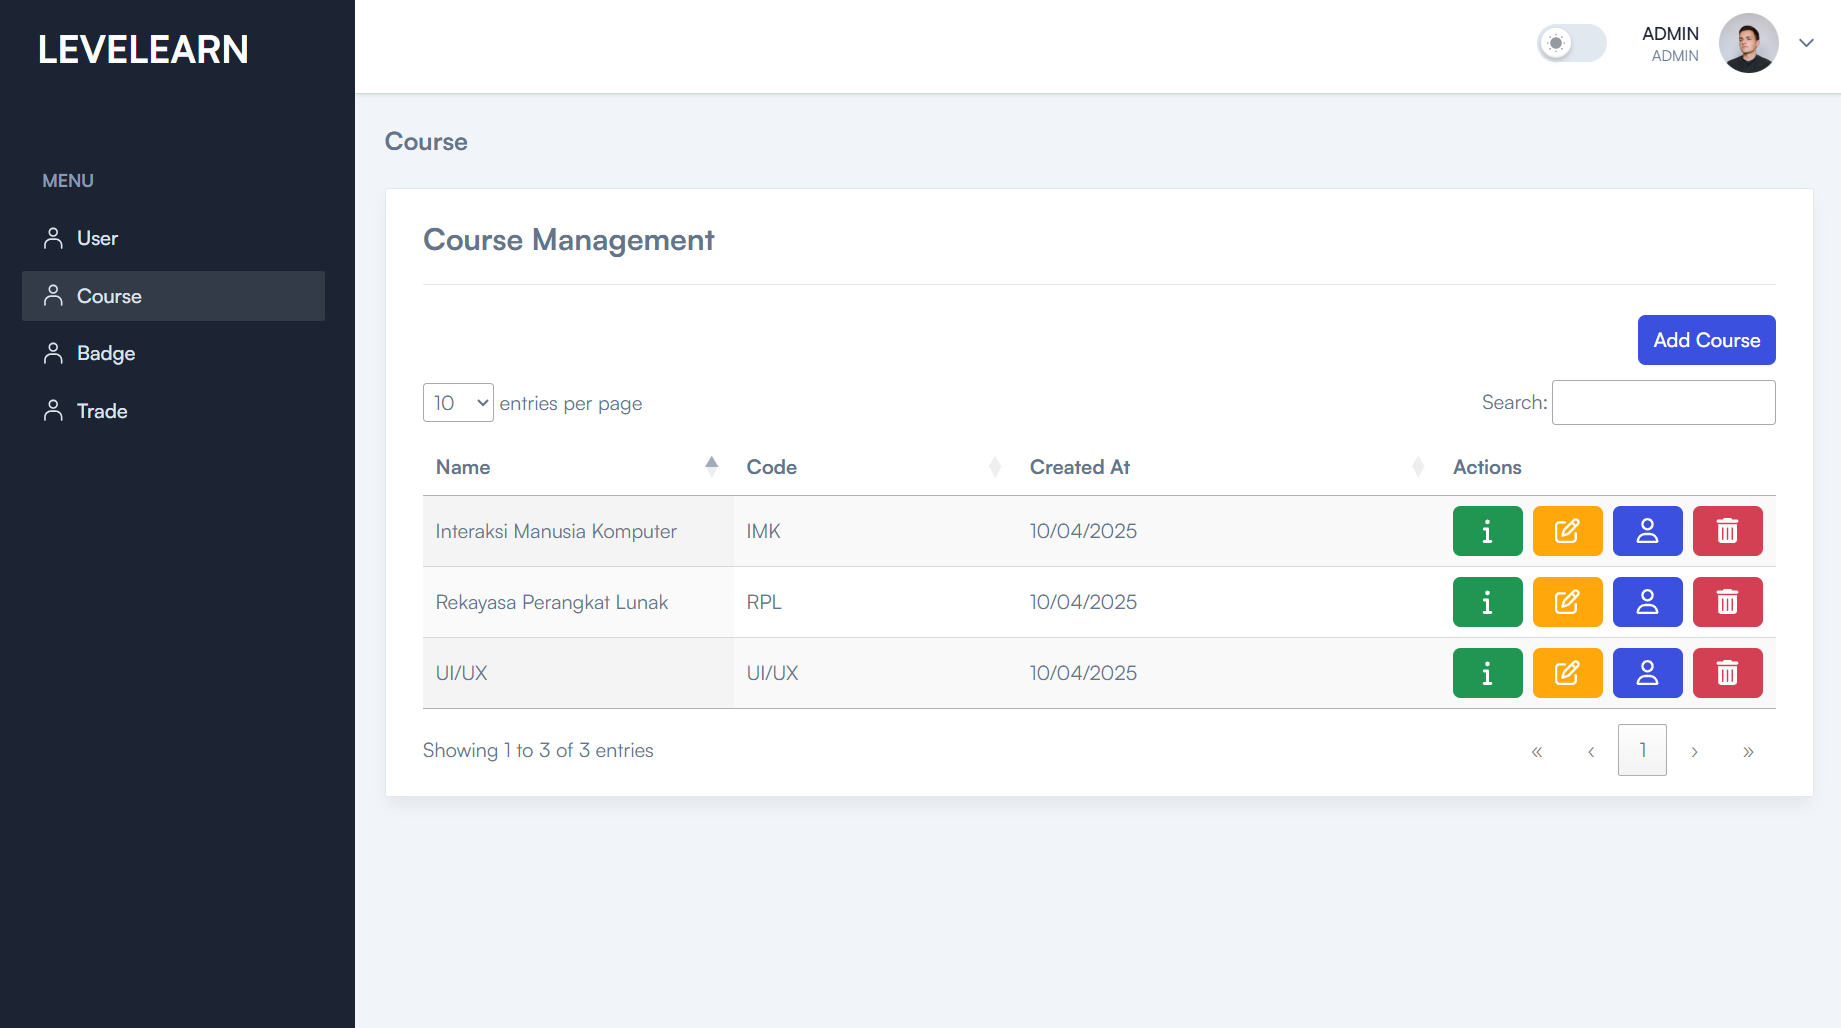 LEVELEARN
ADMIN
ADMIN
MENU
User
Course
Badge
Trade
Course
Course Management
Add Course
10 entries per page
Search:
Name Code Created At Actions
Interaksi Manusia Komputer IMK 10/04/2025
Rekayasa Perangkat Lunak RPL 10/04/2025
UI/UX UI/UX 10/04/2025
Showing 1 to 3 of 3 entries
« ‹ 1 › »